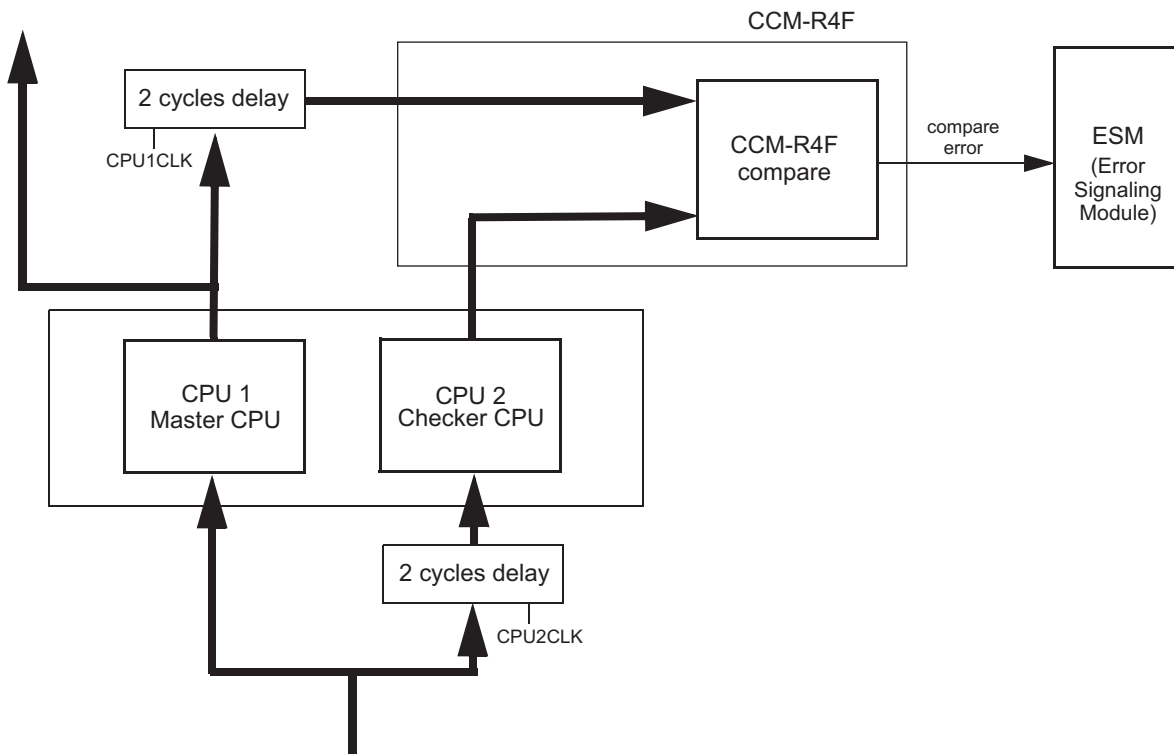 CCM-R4F
2 cycles delay
CPU1CLK
CCM-R4F
compare
compare
error
ESM
(Error
Signaling
Module)
CPU 1
Master CPU
CPU 2
Checker CPU
2 cycles delay
CPU2CLK